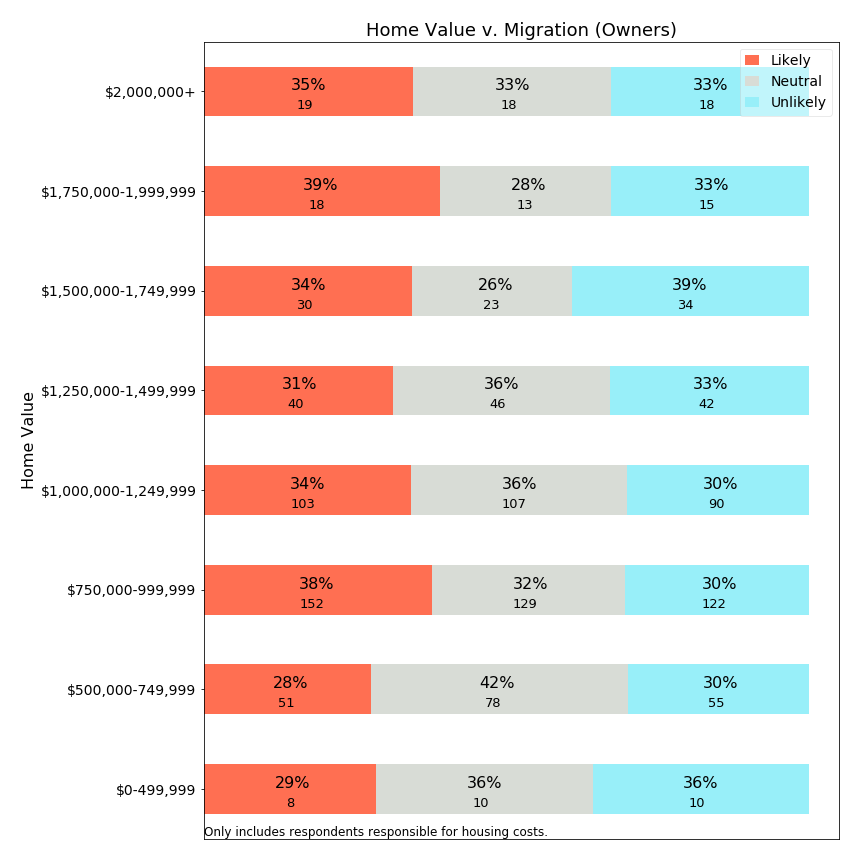 Home Value v. Migration (Owners)
Likely
Neutral
Unlikely
Home Value
$2,000,000+
35% 33% 33%
19 18 18
$1,750,000-1,999,999
39% 28% 33%
18 13 15
$1,500,000-1,749,999
34% 26% 39%
30 23 34
$1,250,000-1,499,999
31% 36% 33%
40 46 42
$1,000,000-1,249,999
34% 36% 30%
103 107 90
$750,000-999,999
38% 32% 30%
152 129 122
$500,000-749,999
28% 42% 30%
51 78 55
$0-499,999
29% 36% 36%
8 10 10
Only includes respondents responsible for housing costs.